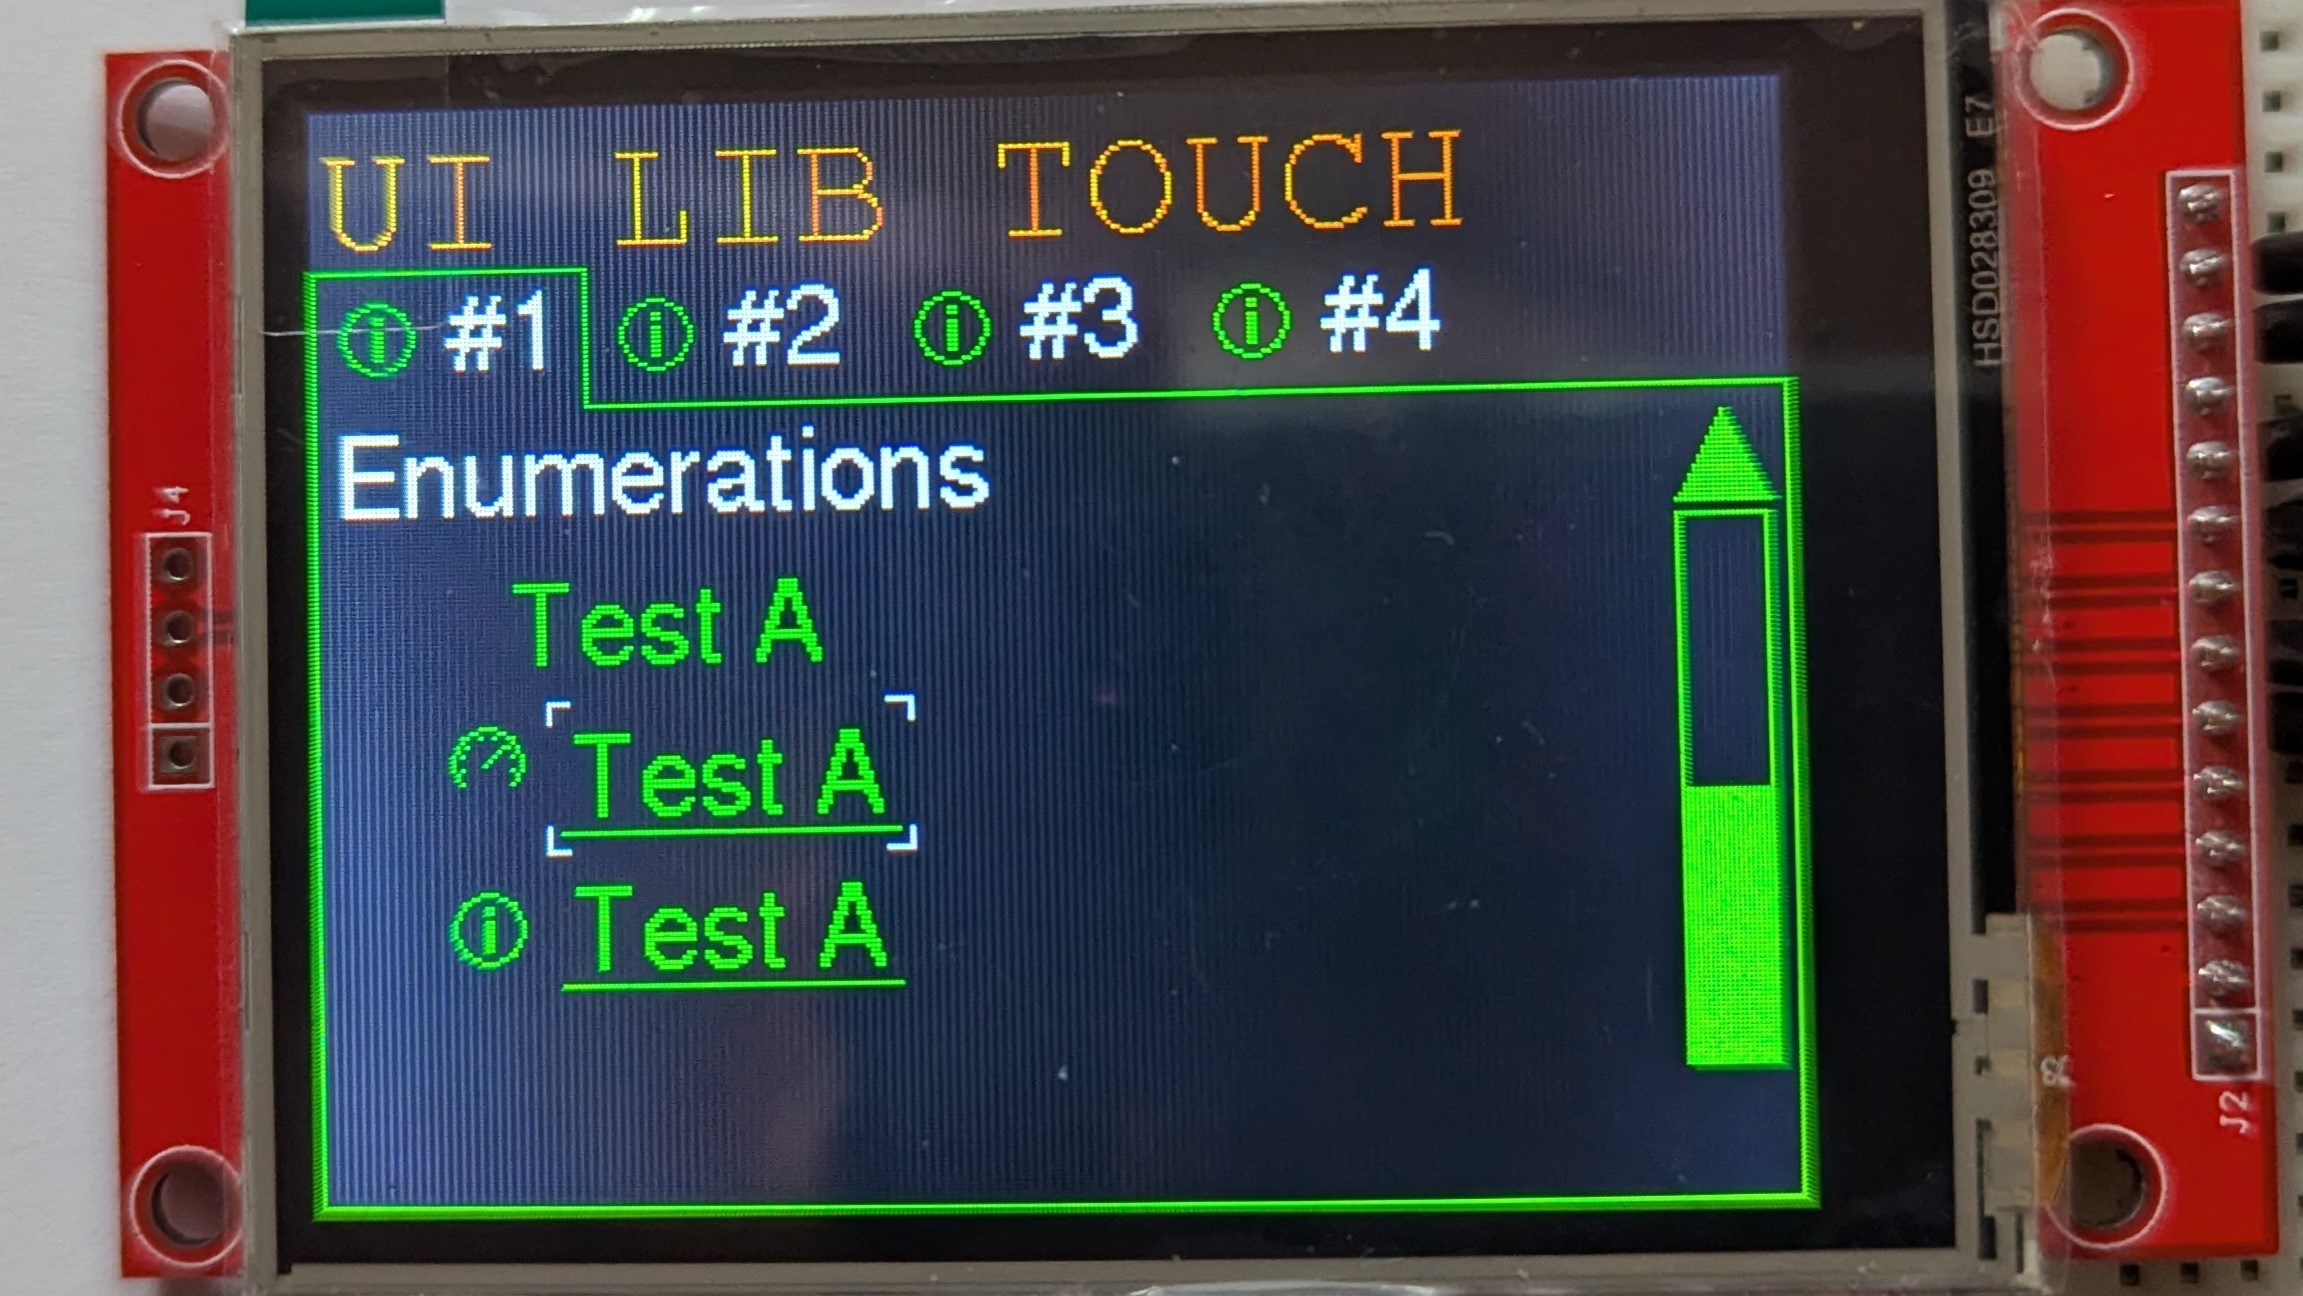 UI LIB TOUCH
#1 #2 #3 #4
Enumerations
Test A
Test A
Test A
J4
HSD028309 E7
J2